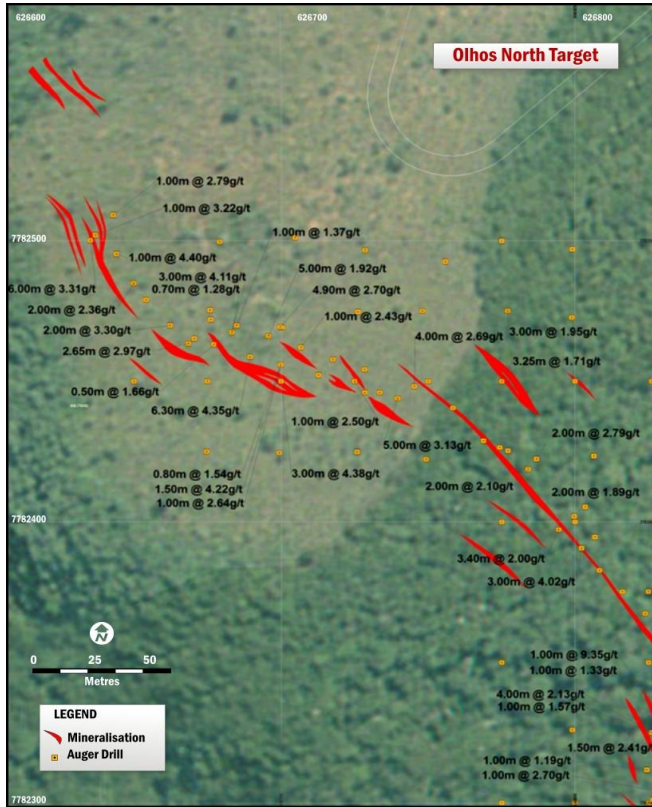 626600
626700
626800
Olhos North Target
1.00m @ 2.79g/t
1.00m @ 3.22g/t
7782500
1.00m @ 1.37g/t
1.00m @ 4.40g/t
3.00m @ 4.11g/t
5.00m @ 1.92g/t
6.00m @ 3.31g/t
0.70m @ 1.28g/t
4.90m @ 2.70g/t
2.00m @ 2.36g/t
1.00m @ 2.43g/t
2.00m @ 3.30g/t
4.00m @ 2.69g/t
3.00m @ 1.95g/t
2.65m @ 2.97g/t
3.25m @ 1.71g/t
0.50m @ 1.66g/t
6.30m @ 4.35g/t
1.00m @ 2.50g/t
2.00m @ 2.79g/t
5.00m @ 3.13g/t
0.80m @ 1.54g/t
3.00m @ 4.38g/t
1.50m @ 4.22g/t
2.00m @ 2.10g/t
2.00m @ 1.89g/t
1.00m @ 2.64g/t
7782400
3.40m @ 2.00g/t
3.00m @ 4.02g/t
N
0 25 50
Metres
1.00m @ 9.35g/t
1.00m @ 1.33g/t
4.00m @ 2.13g/t
1.00m @ 1.57g/t
LEGEND
Mineralisation
Auger Drill
1.50m @ 2.41g/t
1.00m @ 1.19g/t
1.00m @ 2.70g/t
7782300